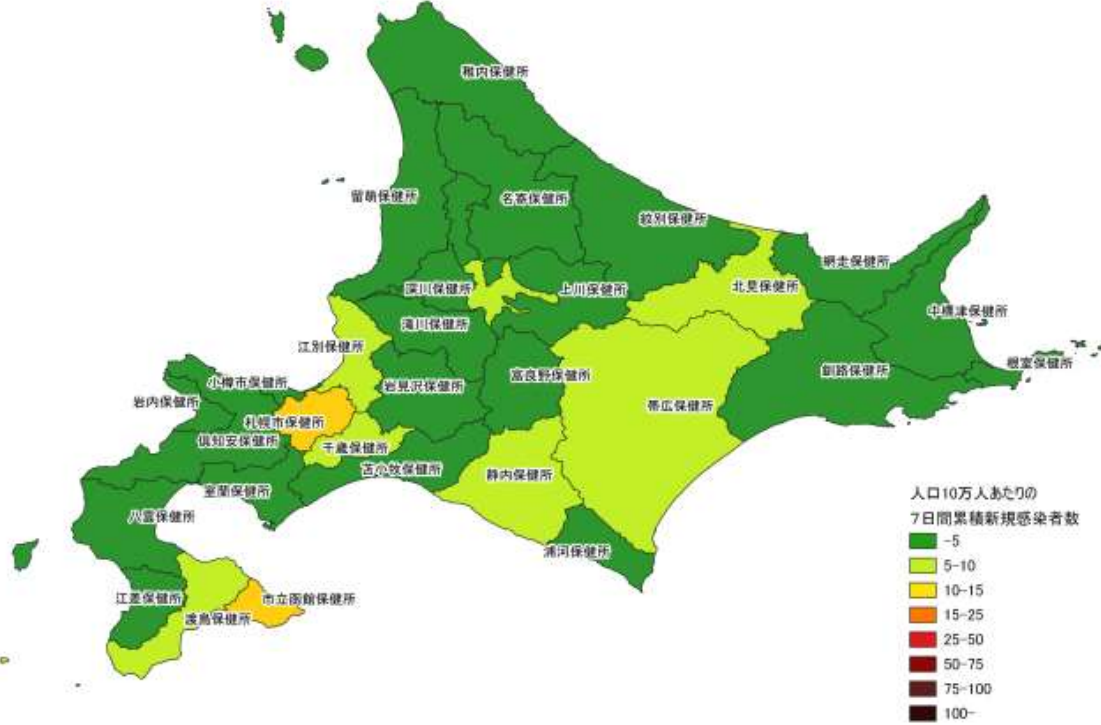 稚内保健所
留萌保健所
名寄保健所
紋別保健所
網走保健所
深川保健所
上川保健所
北見保健所
中標津保健所
滝川保健所
江別保健所
根室保健所
小樽市保健所
岩見沢保健所
富良野保健所
釧路保健所
岩内保健所
帯広保健所
札幌市保健所
倶知安保健所
千歳保健所
苫小牧保健所
静内保健所
室蘭保健所
八雲保健所
浦河保健所
江差保健所
市立函館保健所
渡島保健所
人口10万人あたりの
7日間累積新規感染者数
-5
5-10
10-15
15-25
25-50
50-75
75-100
100-